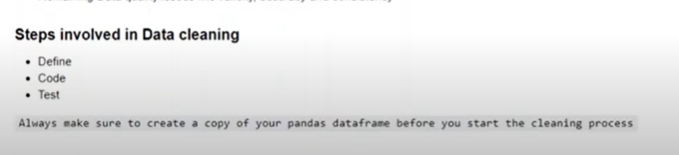 Steps involved in Data cleaning
• Define
• Code
• Test
Always make sure to create a copy of your pandas dataframe before you start the cleaning process